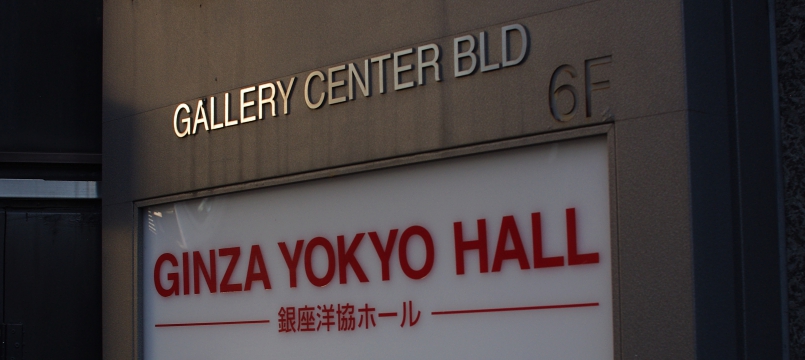 GALLERY CENTER BLD
6F
GINZA YOKYO HALL
銀座洋協ホール